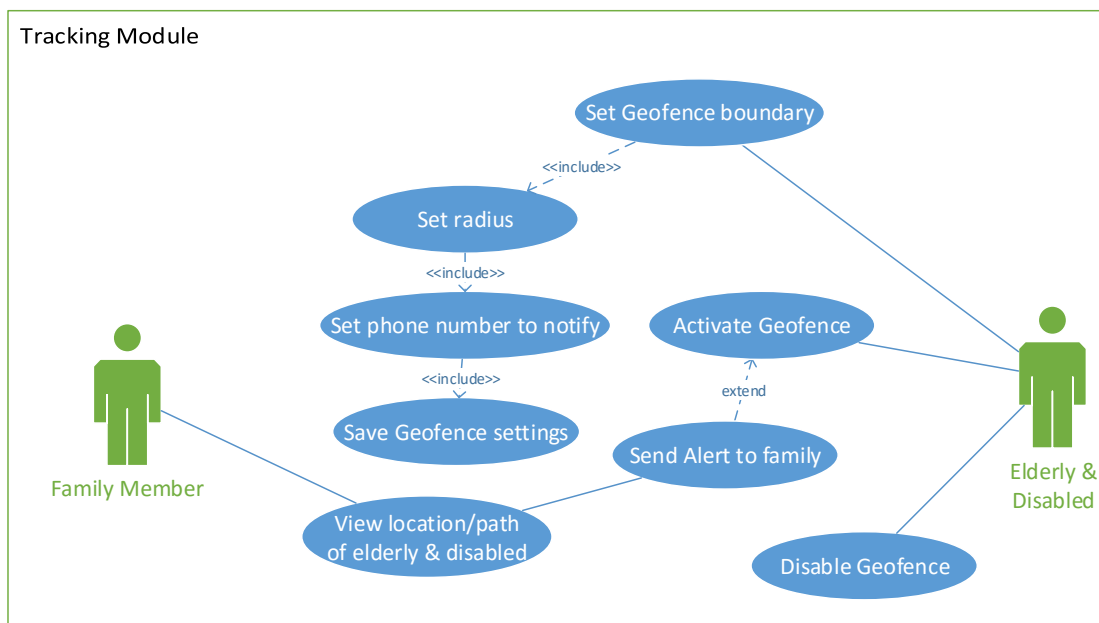 Tracking Module
Set Geofence boundary
<<include>>
Set radius
<<include>>
Set phone number to notify
Activate Geofence
<<include>>
extend
Save Geofence settings
Send Alert to family
Family Member
Elderly &
Disabled
View location/path
of elderly & disabled
Disable Geofence